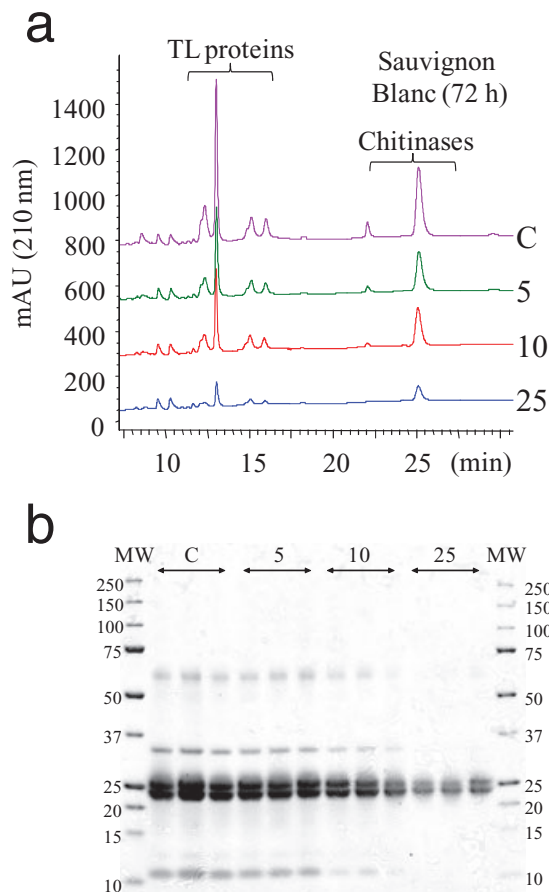 a
TL proteins
Sauvignon
Blanc (72 h)
Chitinases
mAU (210 nm)
1400
1200
1000
800
600
400
200
0
C
5
10
25
10 15 20 25 (min)
b
MW C 5 10 25 MW
250 250
150 150
100 100
75 75
50 50
37 37
25 25
20 20
15 15
10 10